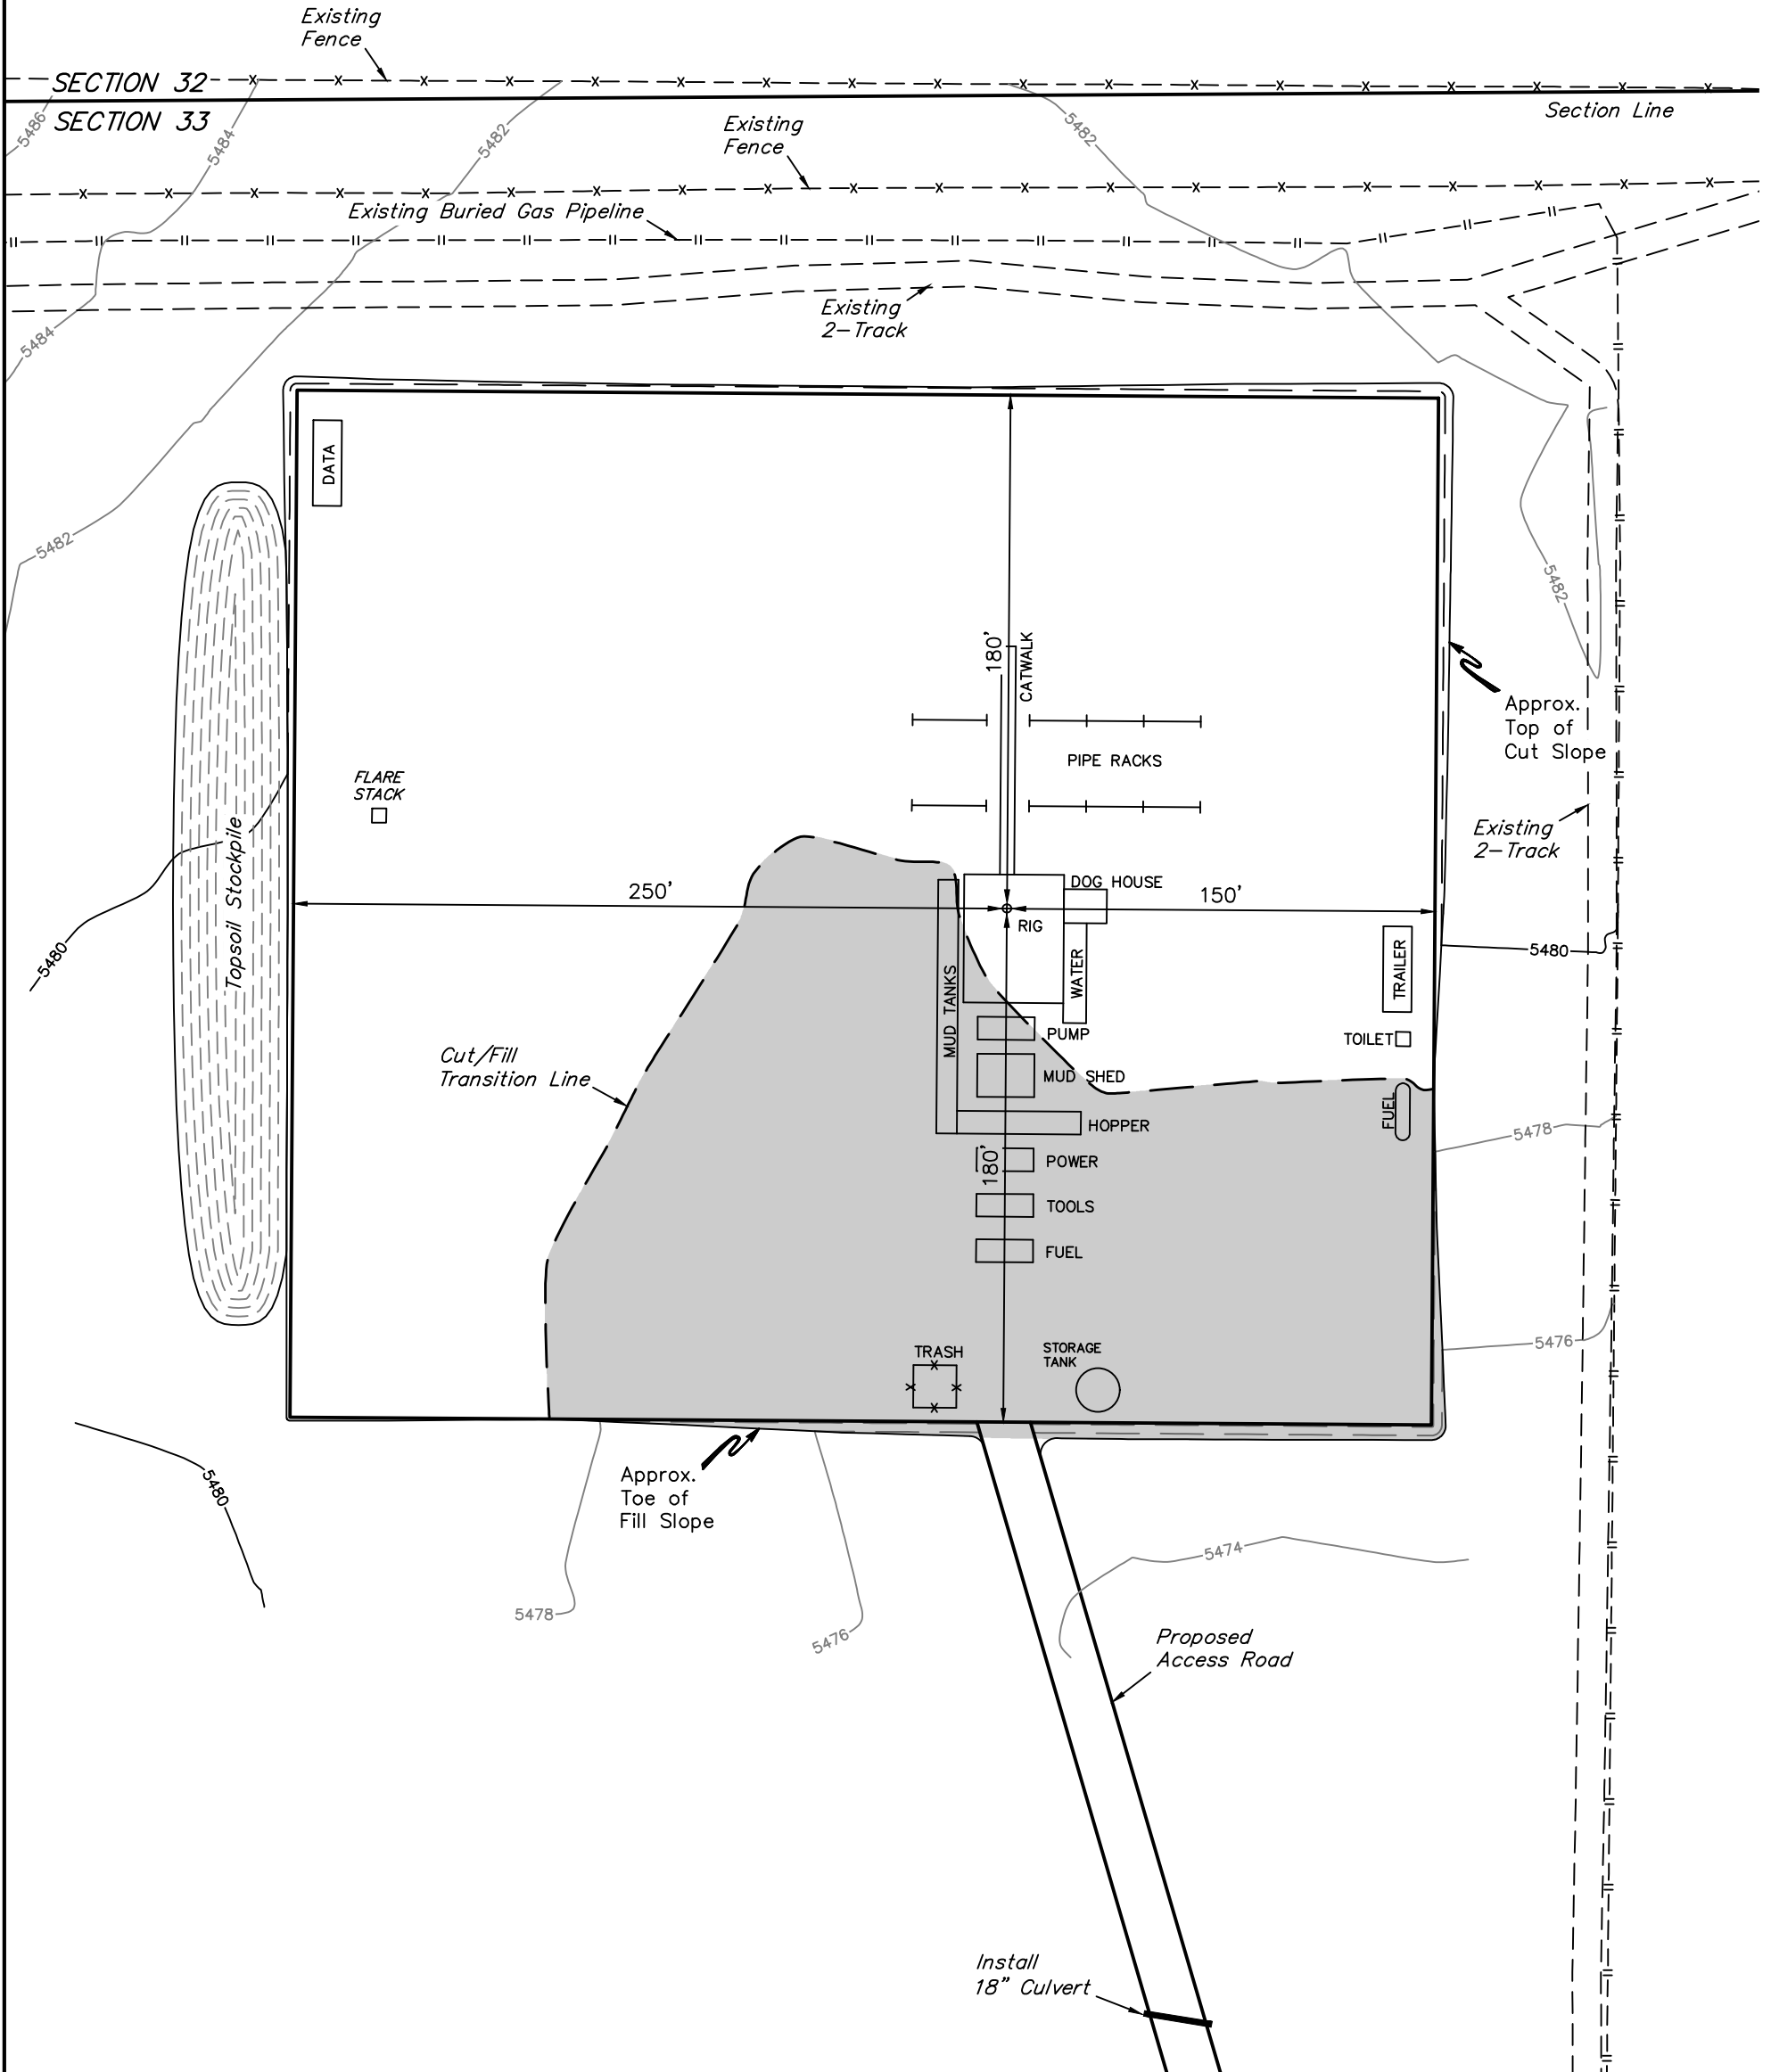 Existing
Fence
SECTION 32
SECTION 33
Section Line
5486
5484
5482
Existing
Fence
5482
Existing Buried Gas Pipeline
Existing
2-Track
5484
DATA
5482
5482
180'
CATWALK
Approx.
Top of
Cut Slope
PIPE RACKS
FLARE
STACK
Topsoil Stockpile
Existing
2-Track
250'
DOG HOUSE
150'
RIG
5480
5480
MUD TANKS
WATER
TRAILER
PUMP
TOILET
Cut/Fill
Transition Line
MUD SHED
FUEL
HOPPER
5478
180'
POWER
TOOLS
FUEL
5476
TRASH
STORAGE
TANK
5480
Approx.
Toe of
Fill Slope
5474
5478
5476
Proposed
Access Road
Install
18" Culvert